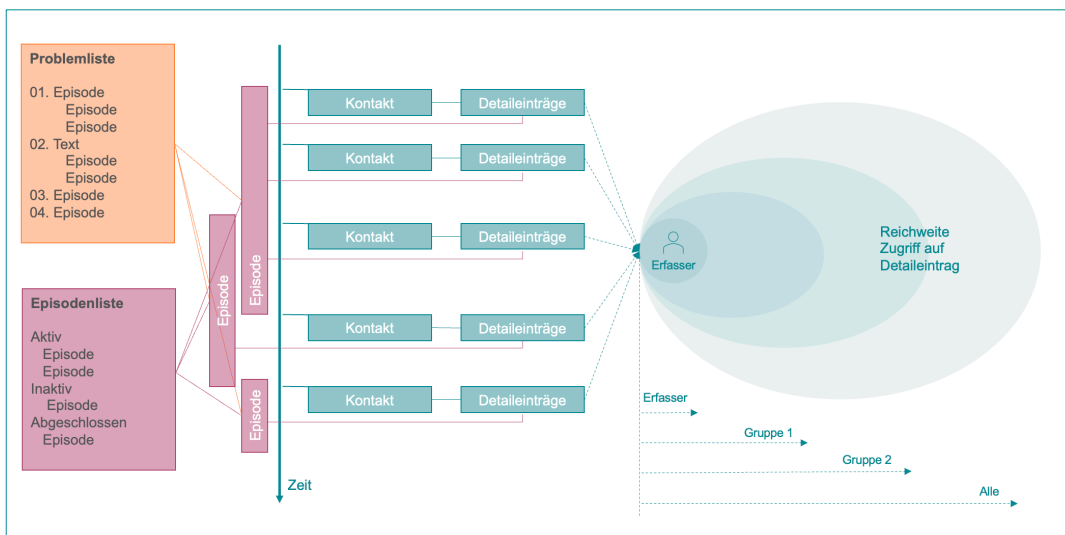 Problemliste
01. Episode
Episode
Episode
02. Text
Episode
Episode
03. Episode
04. Episode
Episodenliste
Aktiv
Episode
Episode
Inaktiv
Episode
Abgeschlossen
Episode
Episode
Episode
Episode
Zeit
Kontakt
Detaileinträge
Kontakt
Detaileinträge
Kontakt
Detaileinträge
Kontakt
Detaileinträge
Kontakt
Detaileinträge
Erfasser
Reichweite
Zugriff auf
Detaileintrag
Erfasser
Gruppe 1
Gruppe 2
Alle